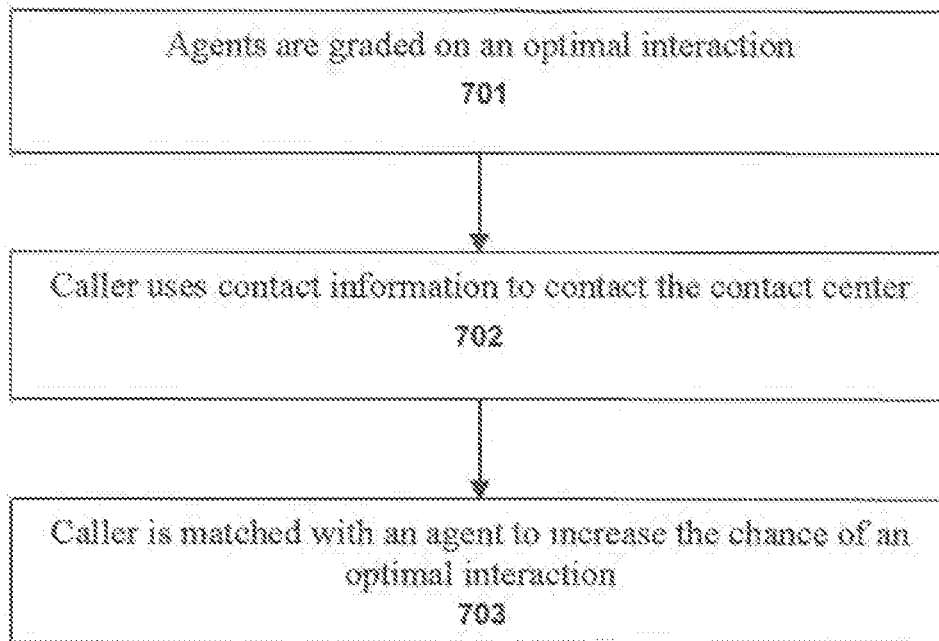 Agents are graded on an optimal interaction
701
Caller uses contact information to contact the contact center
702
Caller is matched with an agent to increase the chance of an
optimal interaction
703